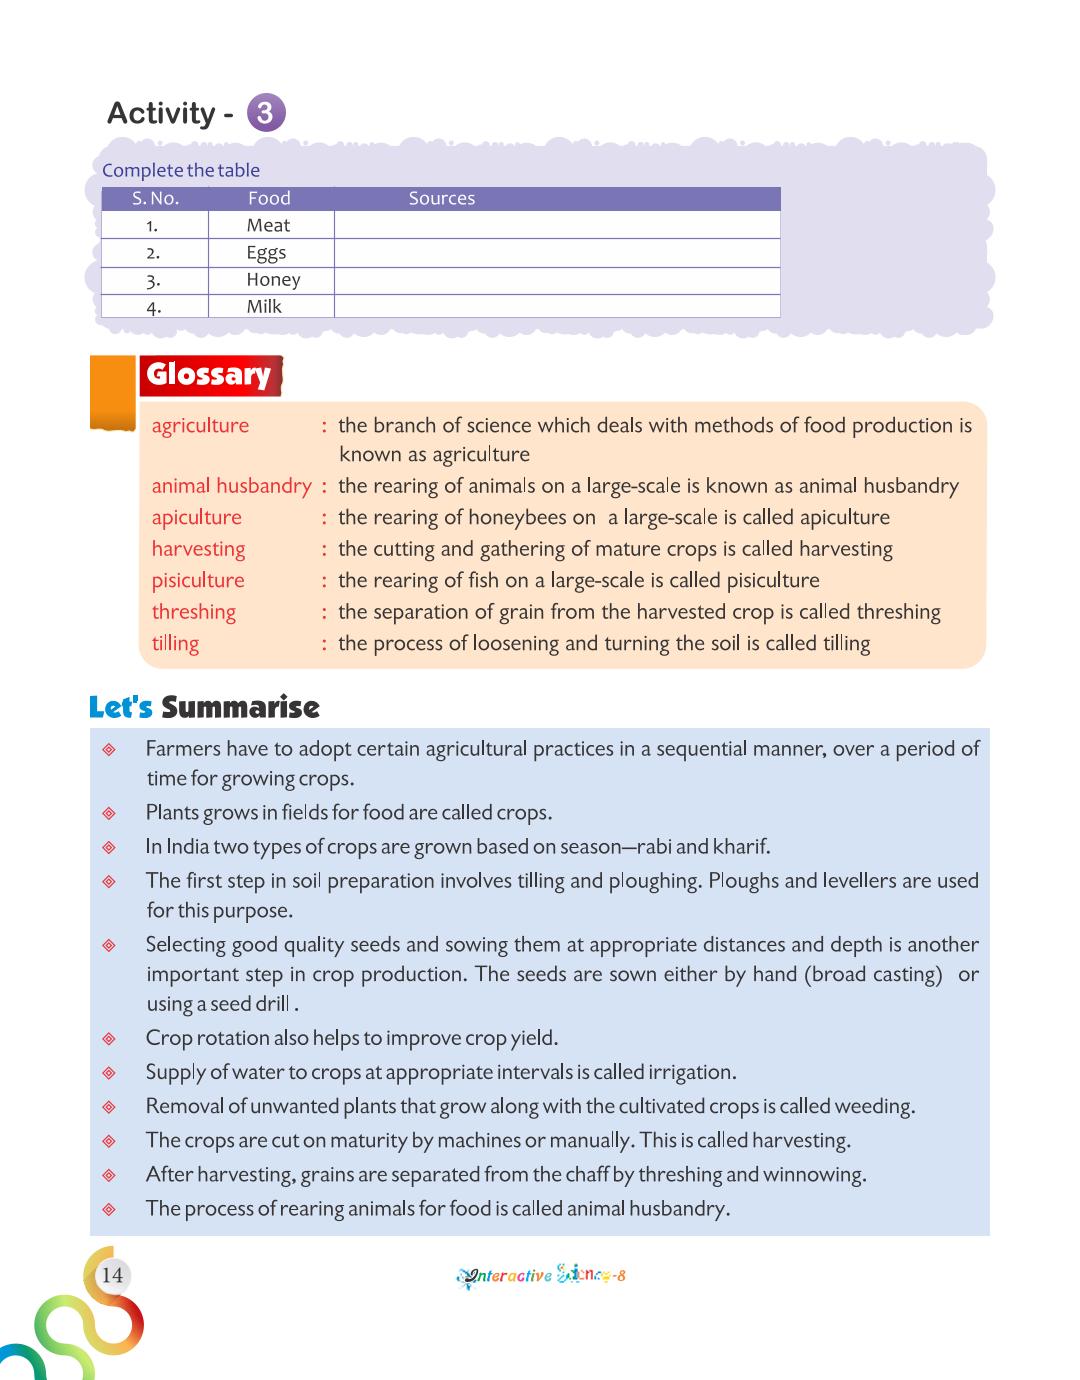 Activity - 3
Complete the table
S. No. Food Sources
1. Meat
2. Eggs
3. Honey
4. Milk
Glossary
agriculture : the branch of science which deals with methods of food production is
known as agriculture
animal husbandry : the rearing of animals on a large-scale is known as animal husbandry
apiculture : the rearing of honeybees on a large-scale is called apiculture
harvesting : the cutting and gathering of mature crops is called harvesting
pisiculture : the rearing of fish on a large-scale is called pisiculture
threshing : the separation of grain from the harvested crop is called threshing
tilling : the process of loosening and turning the soil is called tilling
Let's Summarise
Farmers have to adopt certain agricultural practices in a sequential manner, over a period of
time for growing crops.
Plants grows in fields for food are called crops.
In India two types of crops are grown based on season—rabi and kharif.
The first step in soil preparation involves tilling and ploughing. Ploughs and levellers are used
for this purpose.
Selecting good quality seeds and sowing them at appropriate distances and depth is another
important step in crop production. The seeds are sown either by hand (broad casting) or
using a seed drill .
Crop rotation also helps to improve crop yield.
Supply of water to crops at appropriate intervals is called irrigation.
Removal of unwanted plants that grow along with the cultivated crops is called weeding.
The crops are cut on maturity by machines or manually. This is called harvesting.
After harvesting, grains are separated from the chaff by threshing and winnowing.
The process of rearing animals for food is called animal husbandry.
14
Interactive Science-8